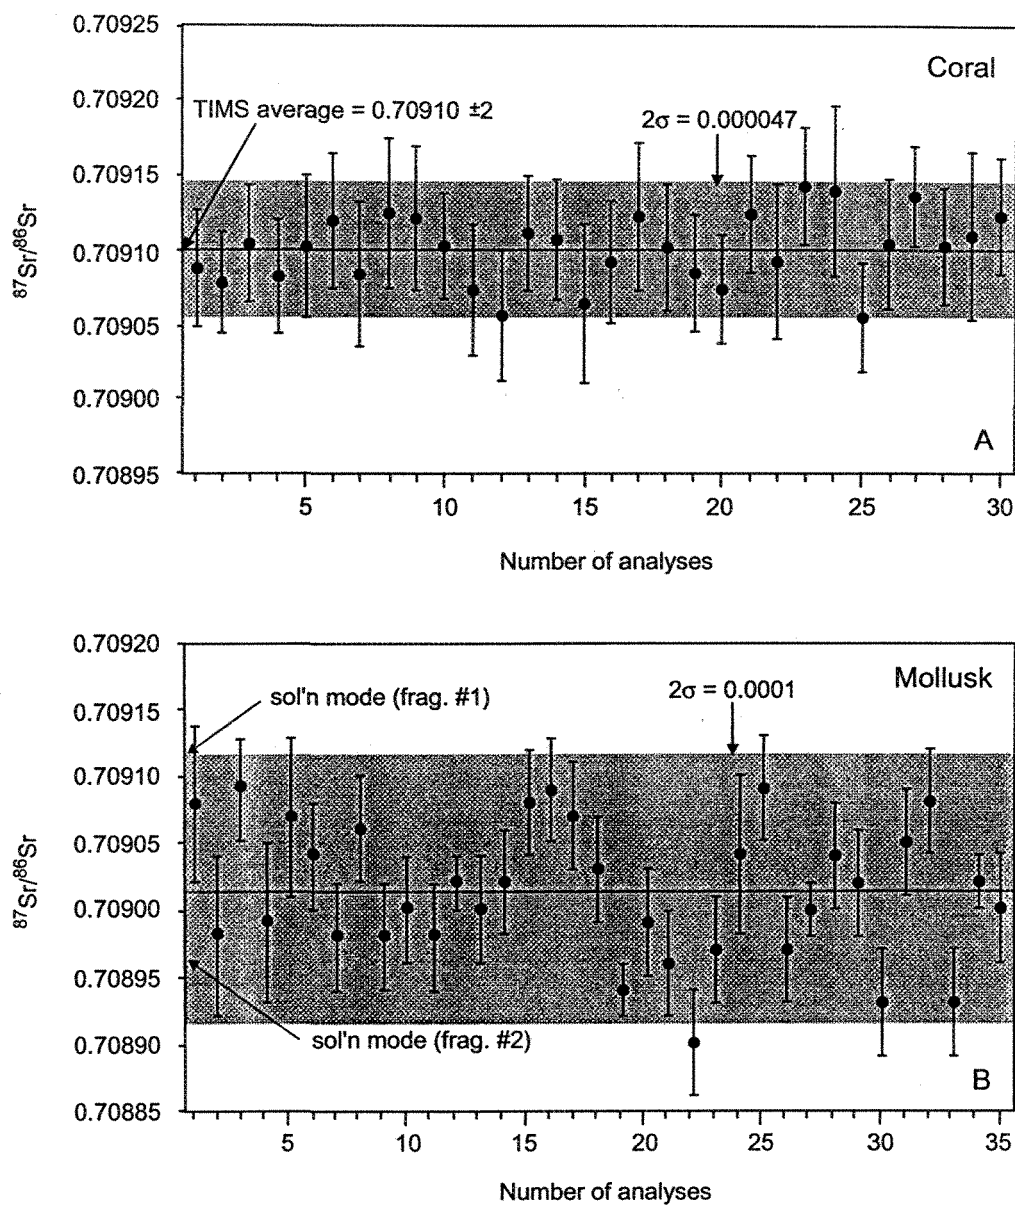 0.70925
0.70920
0.70915
0.70910
0.70905
0.70900
0.70895
87Sr/86Sr
Coral
TIMS average = 0.70910 ±2
2σ = 0.000047
A
5 10 15 20 25 30
Number of analyses
0.70920
0.70915
0.70910
0.70905
0.70900
0.70895
0.70890
0.70885
87Sr/86Sr
Mollusk
sol'n mode (frag. #1)
2σ = 0.0001
sol'n mode (frag. #2)
B
5 10 15 20 25 30 35
Number of analyses